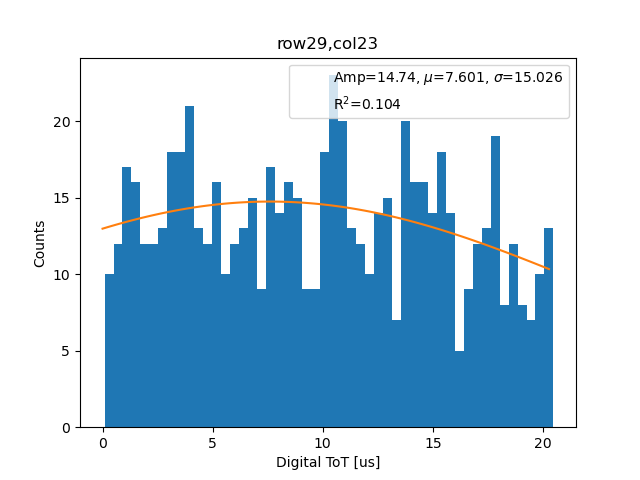 row29,col23
Amp=14.74, μ=7.601, σ=15.026
R²=0.104
Counts
20
15
10
5
0
0 5 10 15 20
Digital ToT [us]